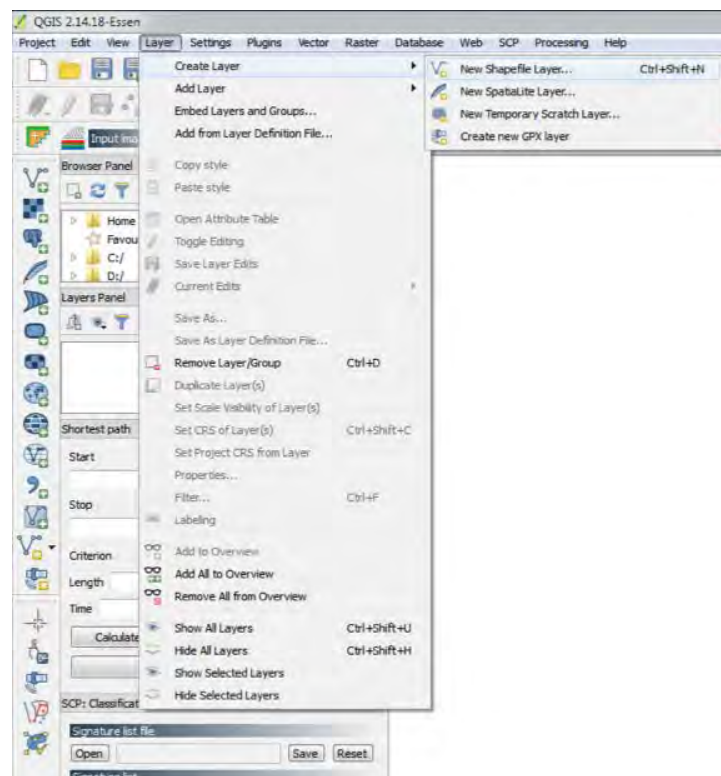 QGIS 2.14.18-Essen
Project Edit View Layer Settings Plugins Vector Raster Database Web SCP Processing Help
Create Layer
New Shapefile Layer... Ctrl+Shift+N
Add Layer
New SpatiaLite Layer...
Embed Layers and Groups...
New Temporary Scratch Layer...
Input ima
Add from Layer Definition File...
Create new GPX layer
Browser Panel
Copy style
Paste style
Home
Open Attribute Table
Favou
Toggle Editing
C:/
Save Layer Edits
D:/
Current Edits
Layers Panel
Save As...
Save As Layer Definition File...
Remove Layer/Group Ctrl+D
Duplicate Layer(s)
Set Scale Visibility of Layer(s)
Shortest path
Set CRS of Layer(s) Ctrl+Shift+C
Start
Set Project CRS from Layer
Properties...
Stop
Filter... Ctrl+F
Labeling
Criterion
Add to Overview
Length
Add All to Overview
Time
Remove All from Overview
Calculate
Show All Layers Ctrl+Shift+U
Hide All Layers Ctrl+Shift+H
Show Selected Layers
SCP: Classificat
Hide Selected Layers
Signature list file
Open Save Reset
Signature list